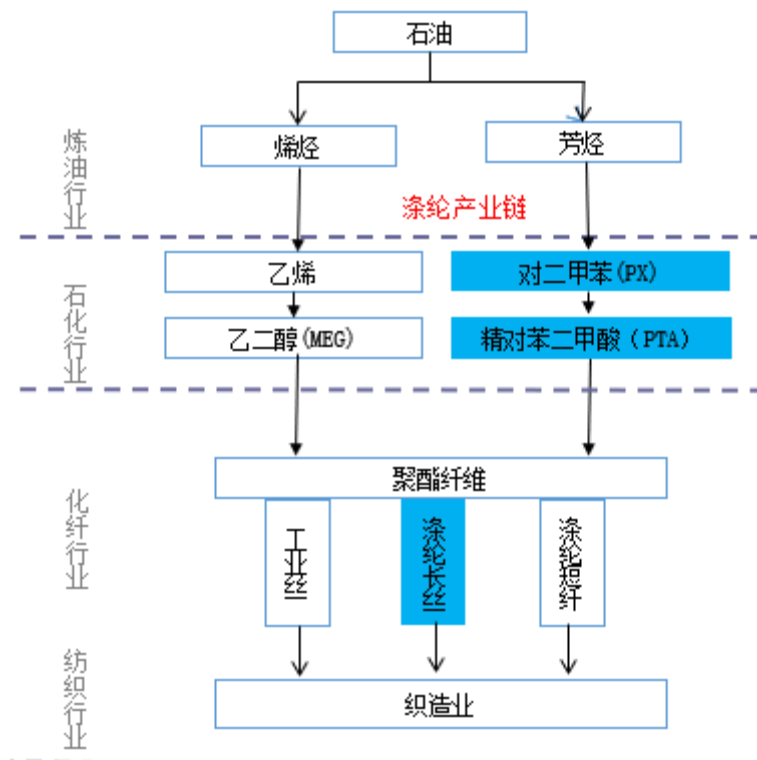 石油
炼油行业
烯烃
芳烃
涤纶产业链
石化行业
乙烯
对二甲苯(PX)
乙二醇(MEG)
精对苯二甲酸（PTA）
化纤行业
聚酯纤维
工业丝
涤纶长丝
涤纶短纤
纺织行业
织造业